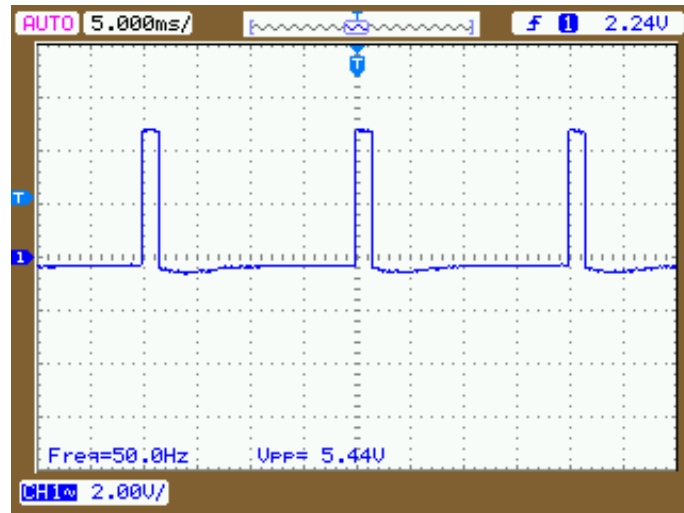 AUTO 5.000ms/ T ƒ 1 2.24V
T
T
1
Freq=50.0Hz Vpp= 5.44V
CH1~ 2.00V/